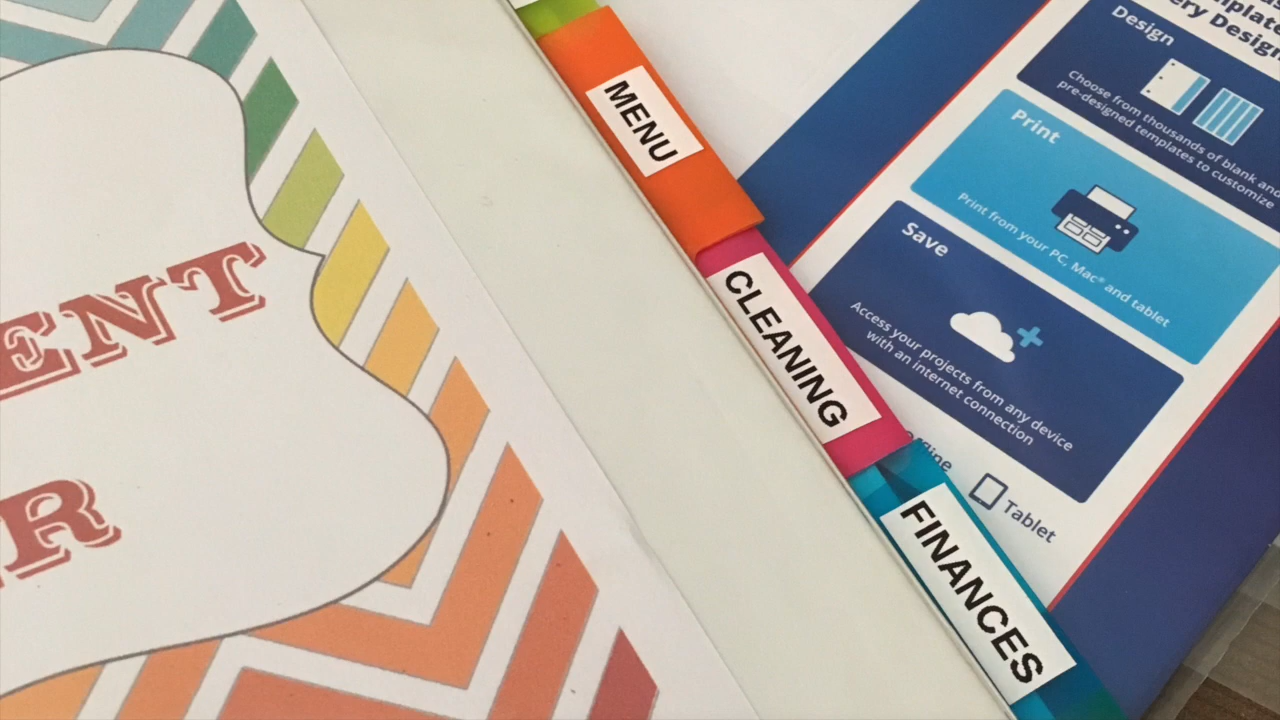 ENT
R
MENU
CLEANING
FINANCES
Design
Choose from thousands of blank and
pre-designed templates to customize
Print
Print from your PC, Mac® and tablet
Save
Access your projects from any device
with an internet connection
Tablet